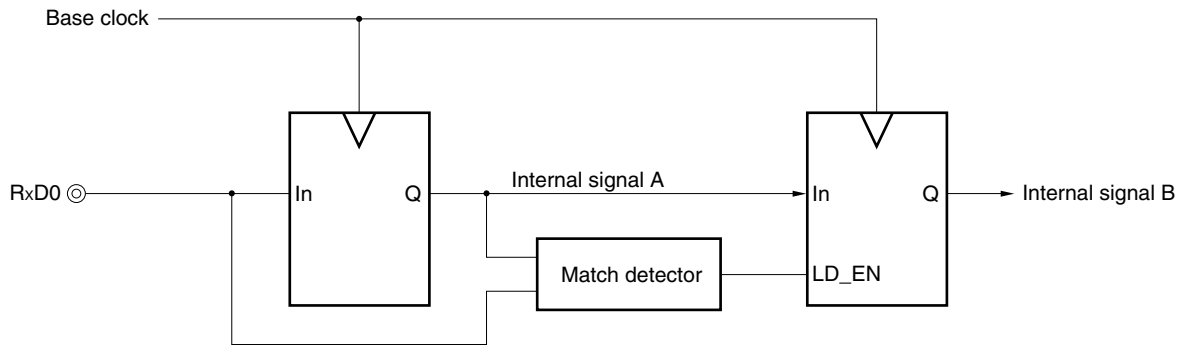 Base clock
RxD0
In
Q
Internal signal A
In
Q
Internal signal B
Match detector
LD_EN